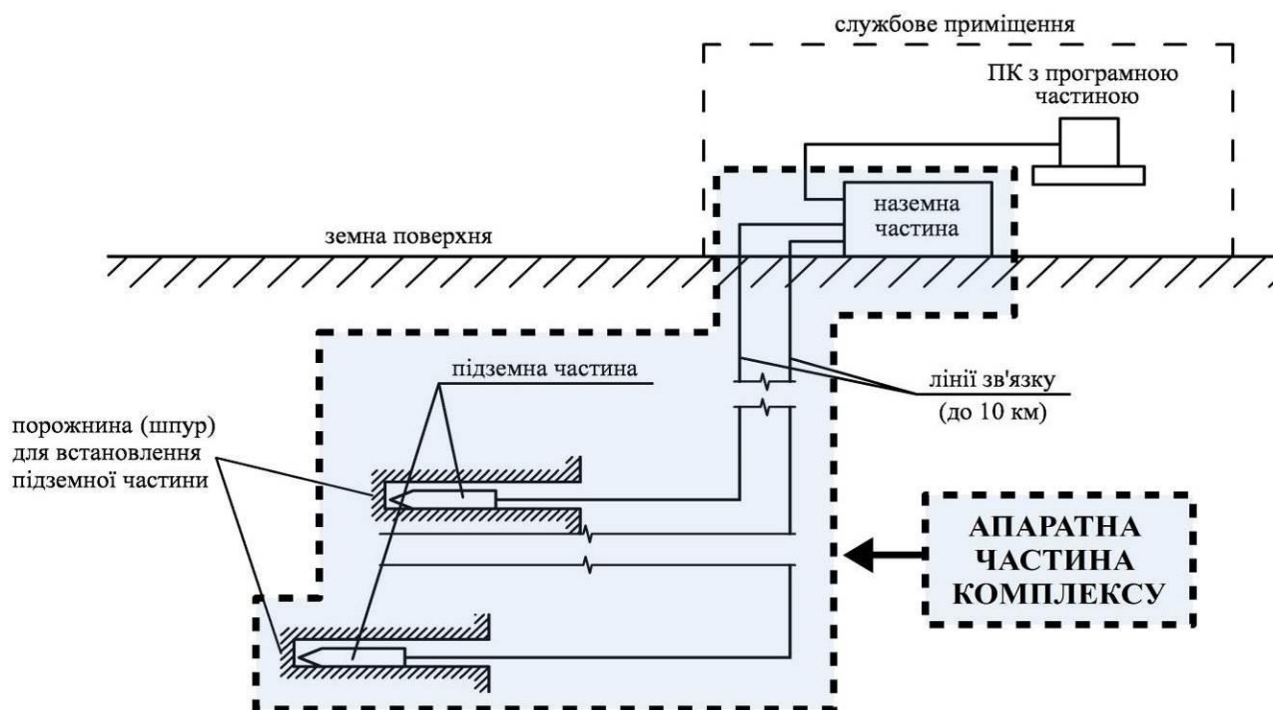 службове приміщення
ПК з програмною
частиною
наземна
частина
земна поверхня
підземна частина
лінії зв'язку
(до 10 км)
порожнина (шпур)
для встановлення
підземної частини
АПАРАТНА
ЧАСТИНА
КОМПЛЕКСУ